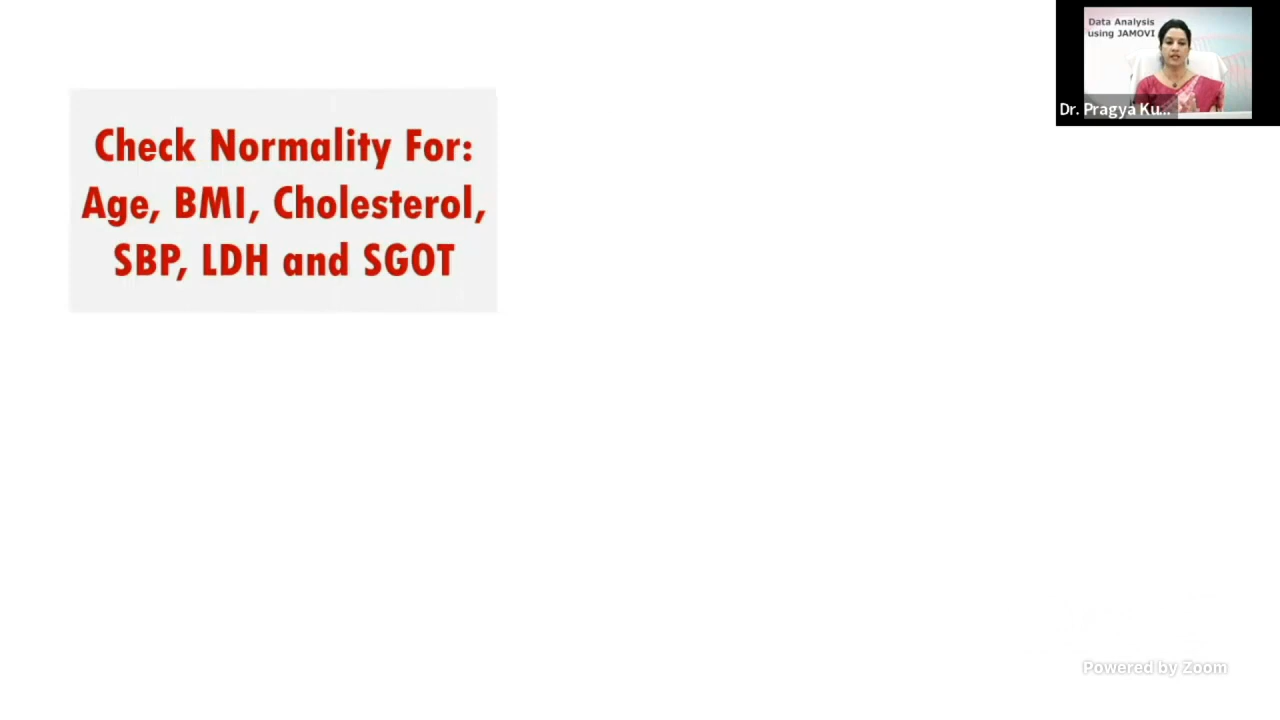 Check Normality For:
Age, BMI, Cholesterol,
SBP, LDH and SGOT
Data Analysis
using JAMOVI
Dr. Pragya Ku...
Powered by Zoom